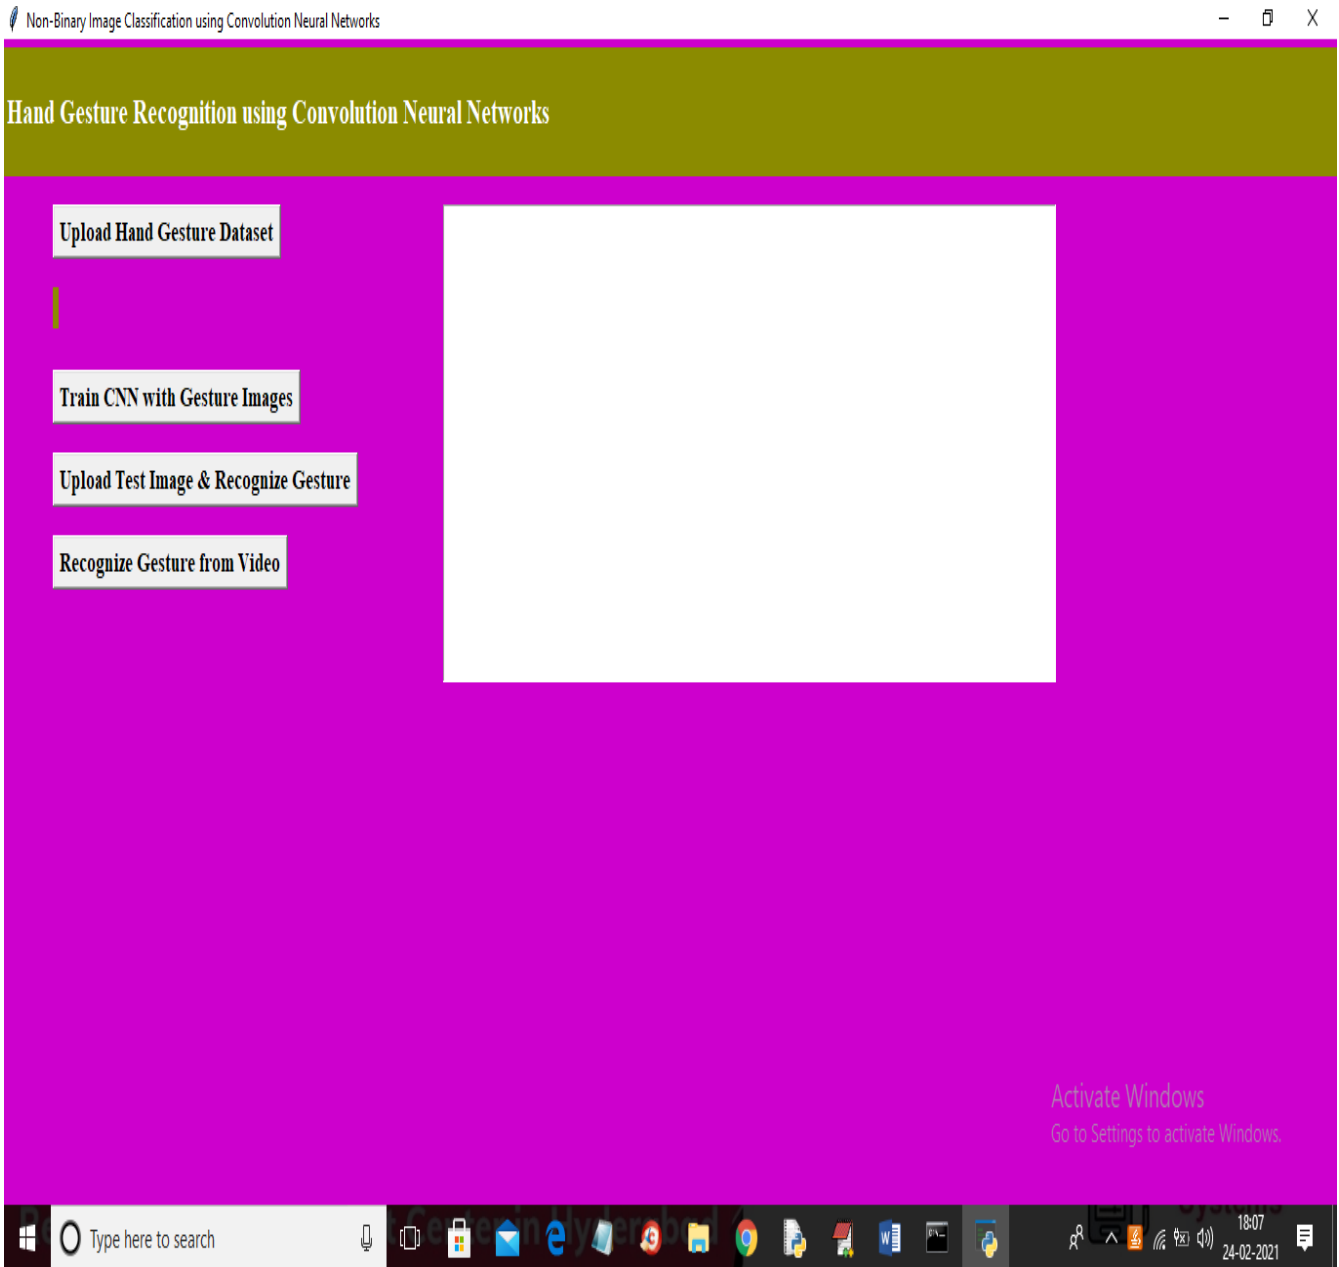 Non-Binary Image Classification using Convolution Neural Networks
Hand Gesture Recognition using Convolution Neural Networks
Upload Hand Gesture Dataset
Train CNN with Gesture Images
Upload Test Image & Recognize Gesture
Recognize Gesture from Video
Activate Windows
Go to Settings to activate Windows.
Type here to search
18:07
24-02-2021